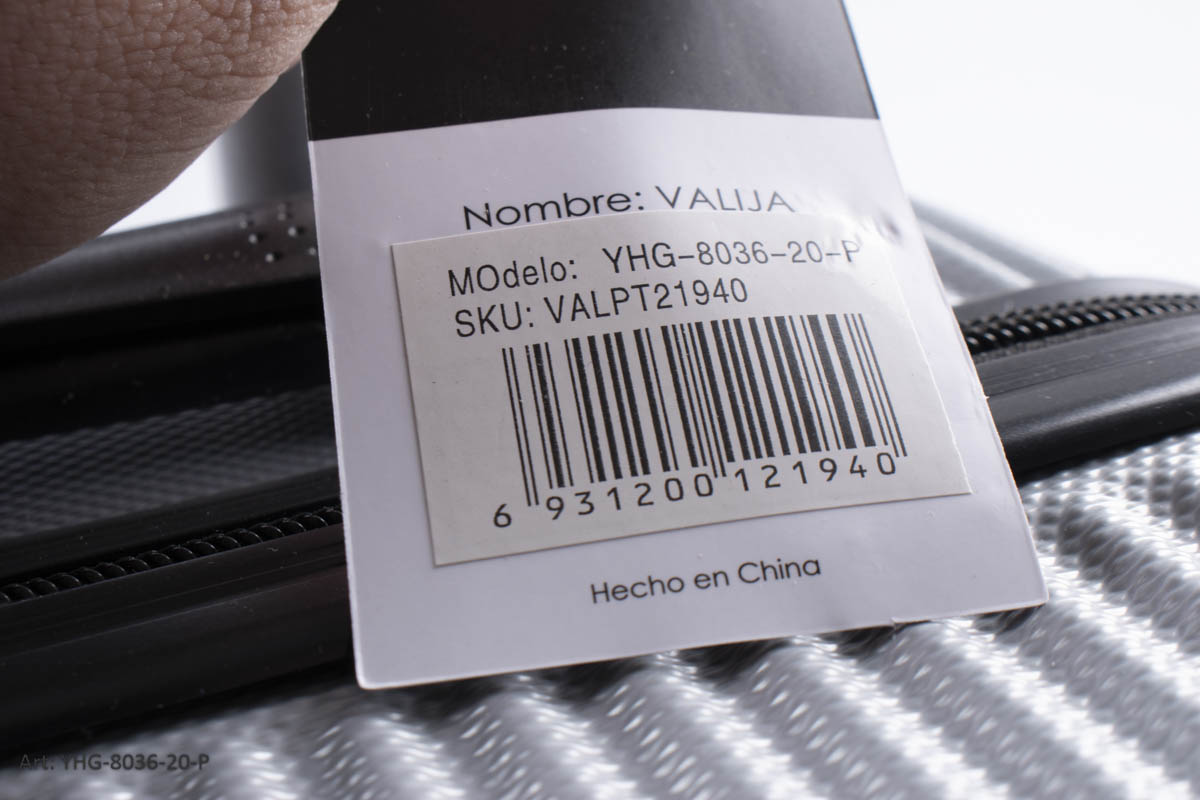 Nombre: VALIJA
MOdelo: YHG-8036-20-P
SKU: VALPT21940
6 931200 121940
Hecho en China
Art: YHG-8036-20-P